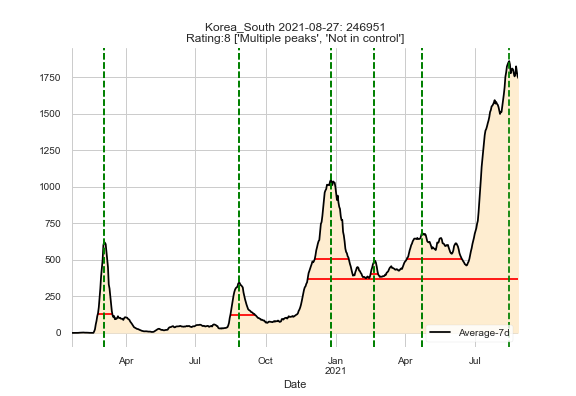 Korea_South 2021-08-27: 246951
Rating:8 ['Multiple peaks', 'Not in control']
1750
1500
1250
1000
750
500
250
0
Average-7d
Apr Jul Oct Jan Apr Jul
2021
Date